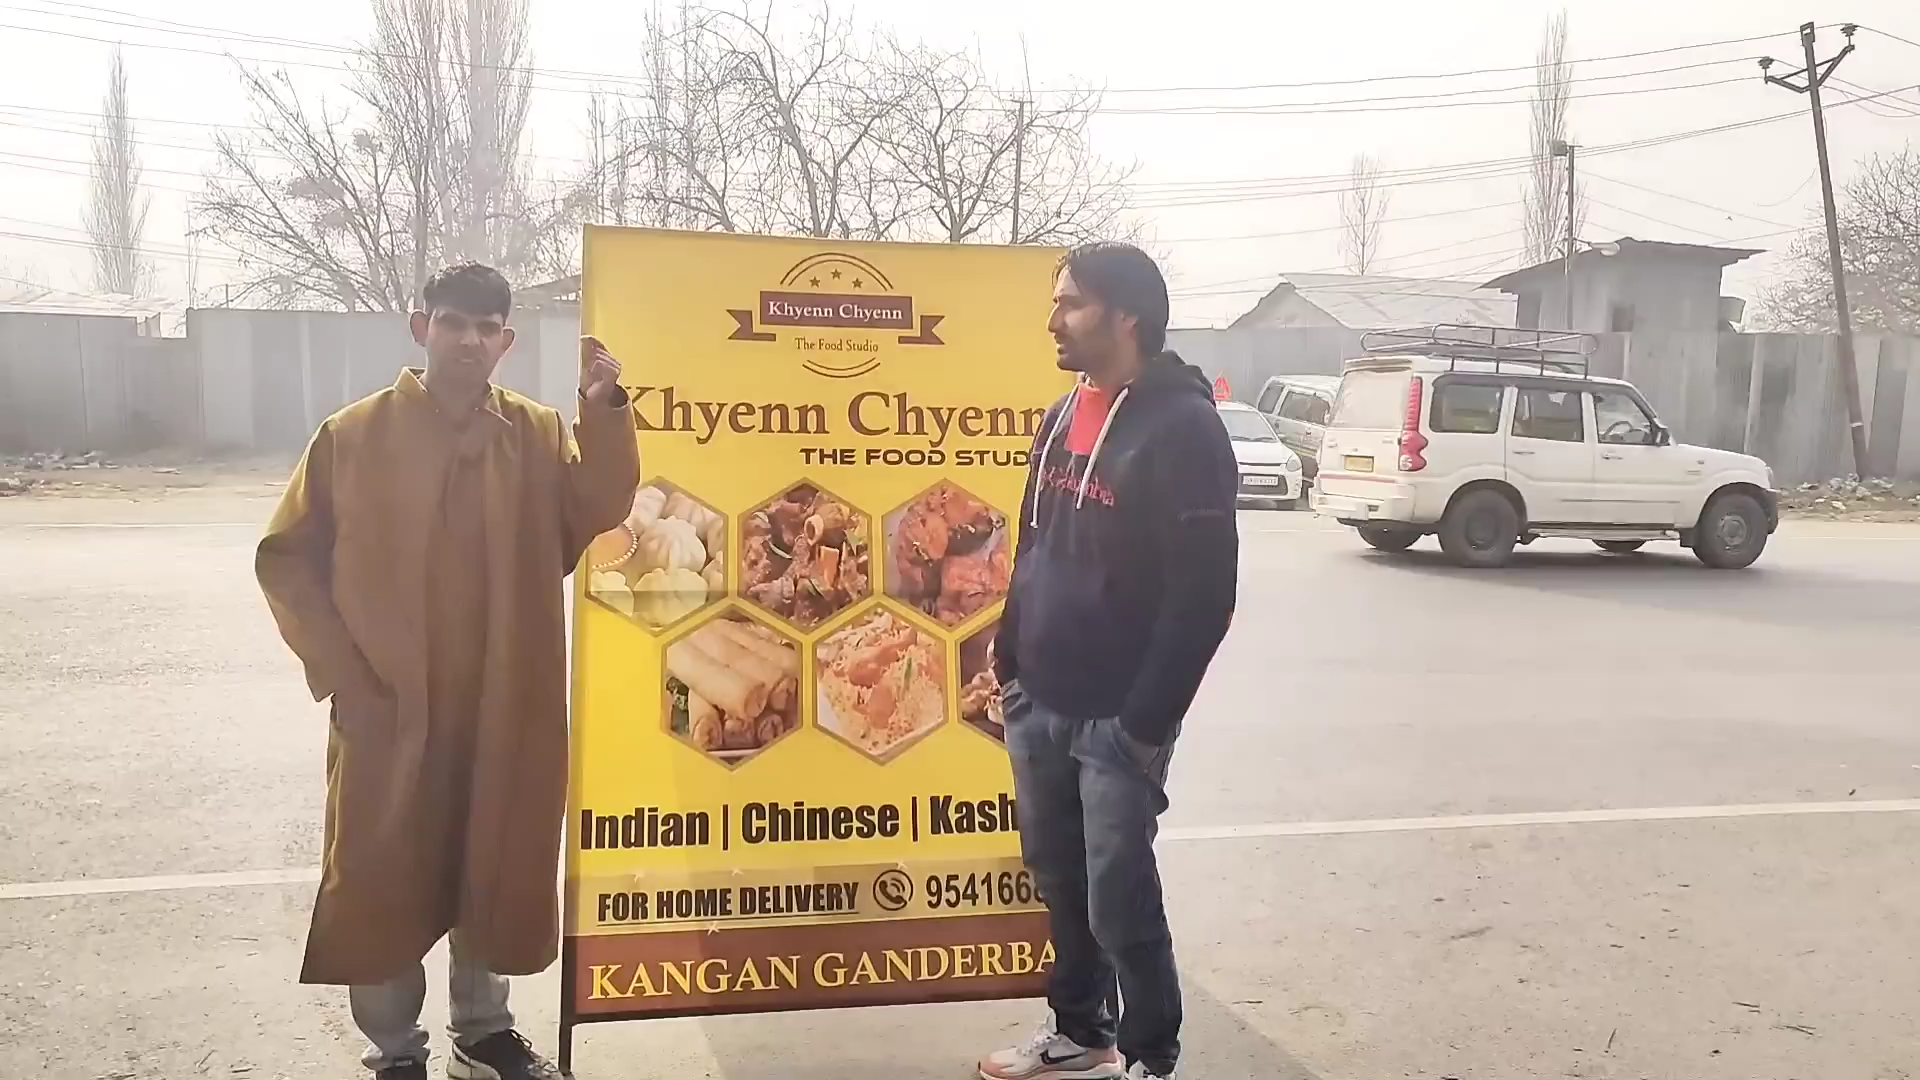 Khyenn Chyenn
The Food Studio
Khyenn Chyenn
THE FOOD STUD
Indian | Chinese | Kash
FOR HOME DELIVERY 954166
KANGAN GANDERBA